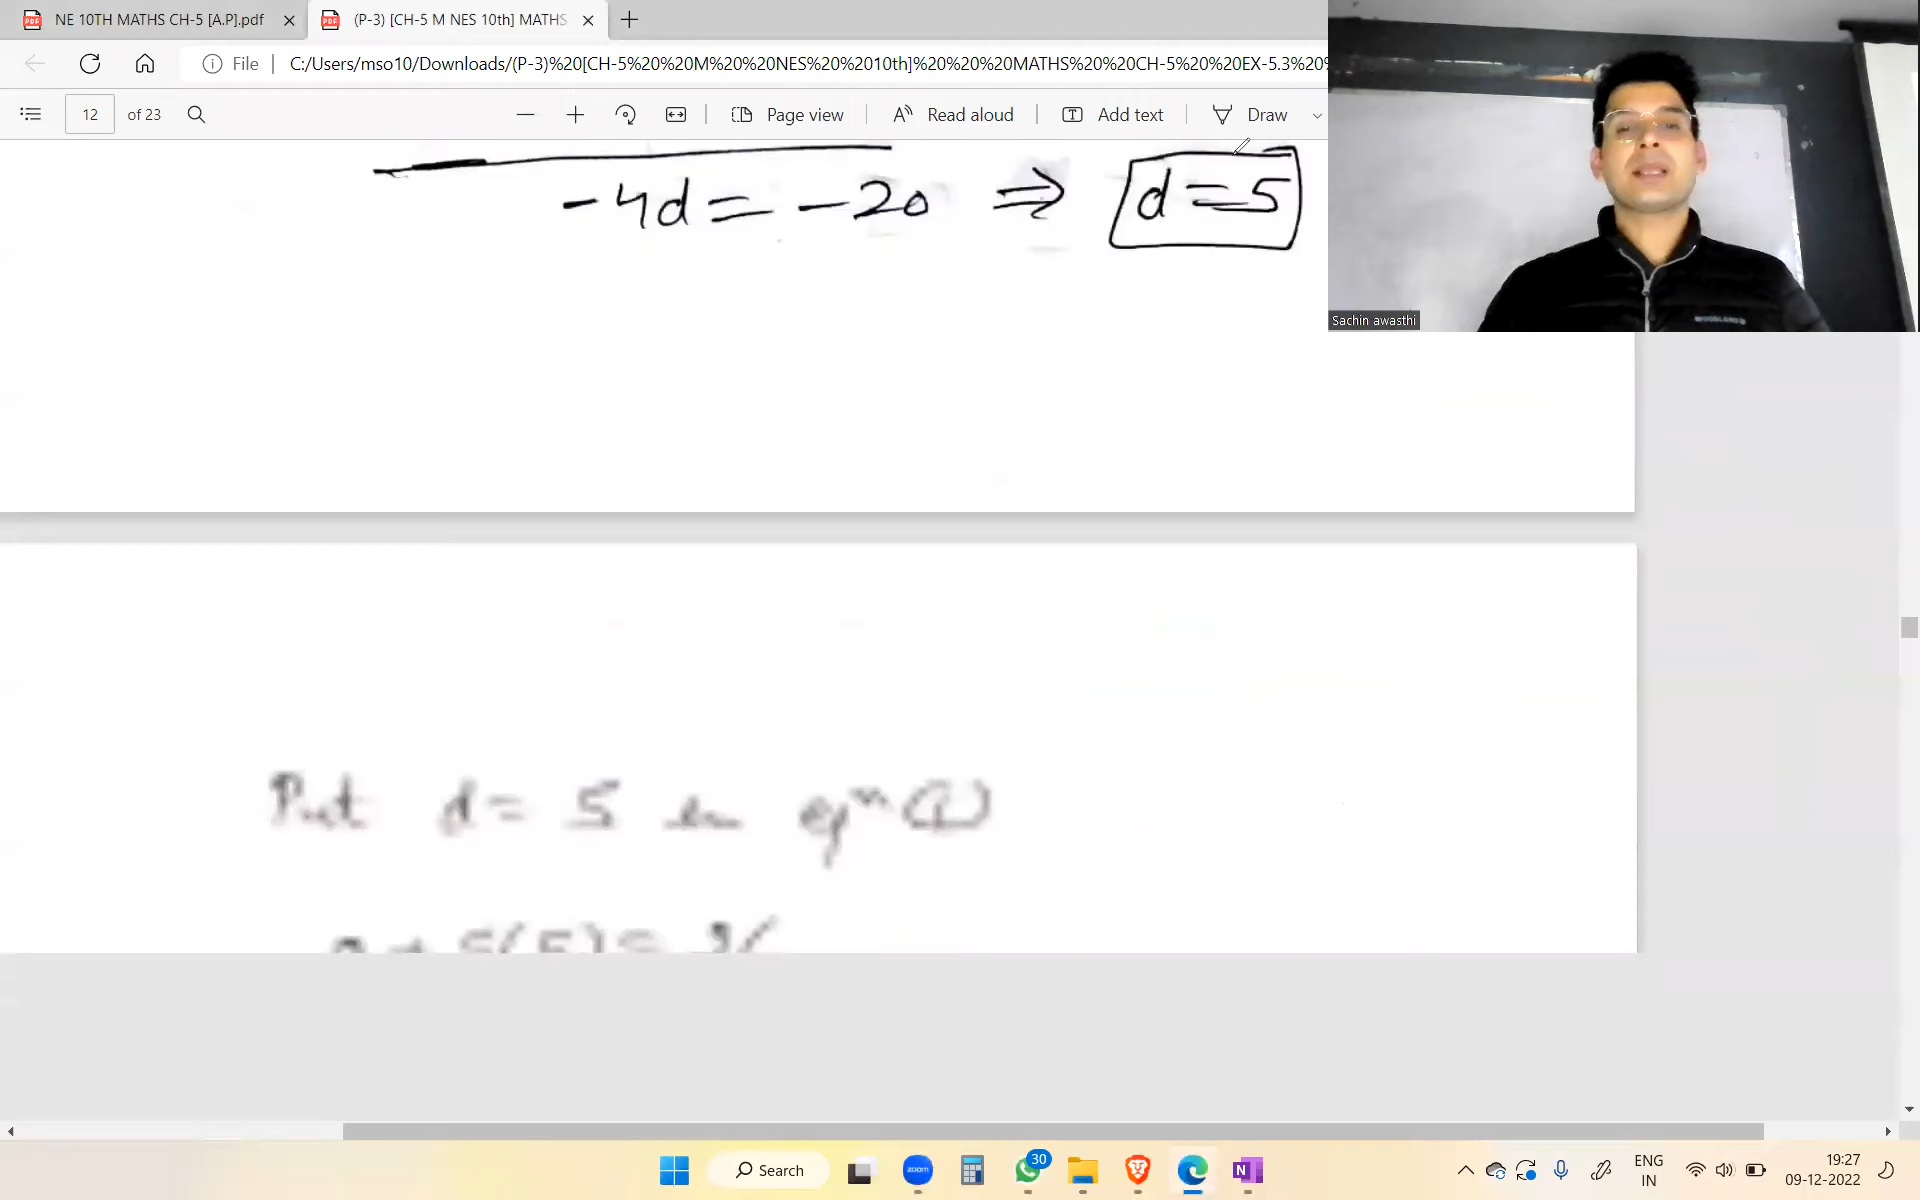 NE 10TH MATHS CH-5 [A.P].pdf
(P-3) [CH-5 M NES 10th] MATHS
File
C:/Users/mso10/Downloads/(P-3)%20[CH-5%20%20M%20%20NES%20%2010th]%20%20%20MATHS%20%20CH-5%20%20EX-5.3%20%
12 of 23
Page view
Read aloud
Add text
Draw
-4d = -20 ⇒ d = 5
Sachin awasthi
Put d = 5 in eqⁿ (1)
zoom
Search
30
N
ENG
IN
19:27
09-12-2022